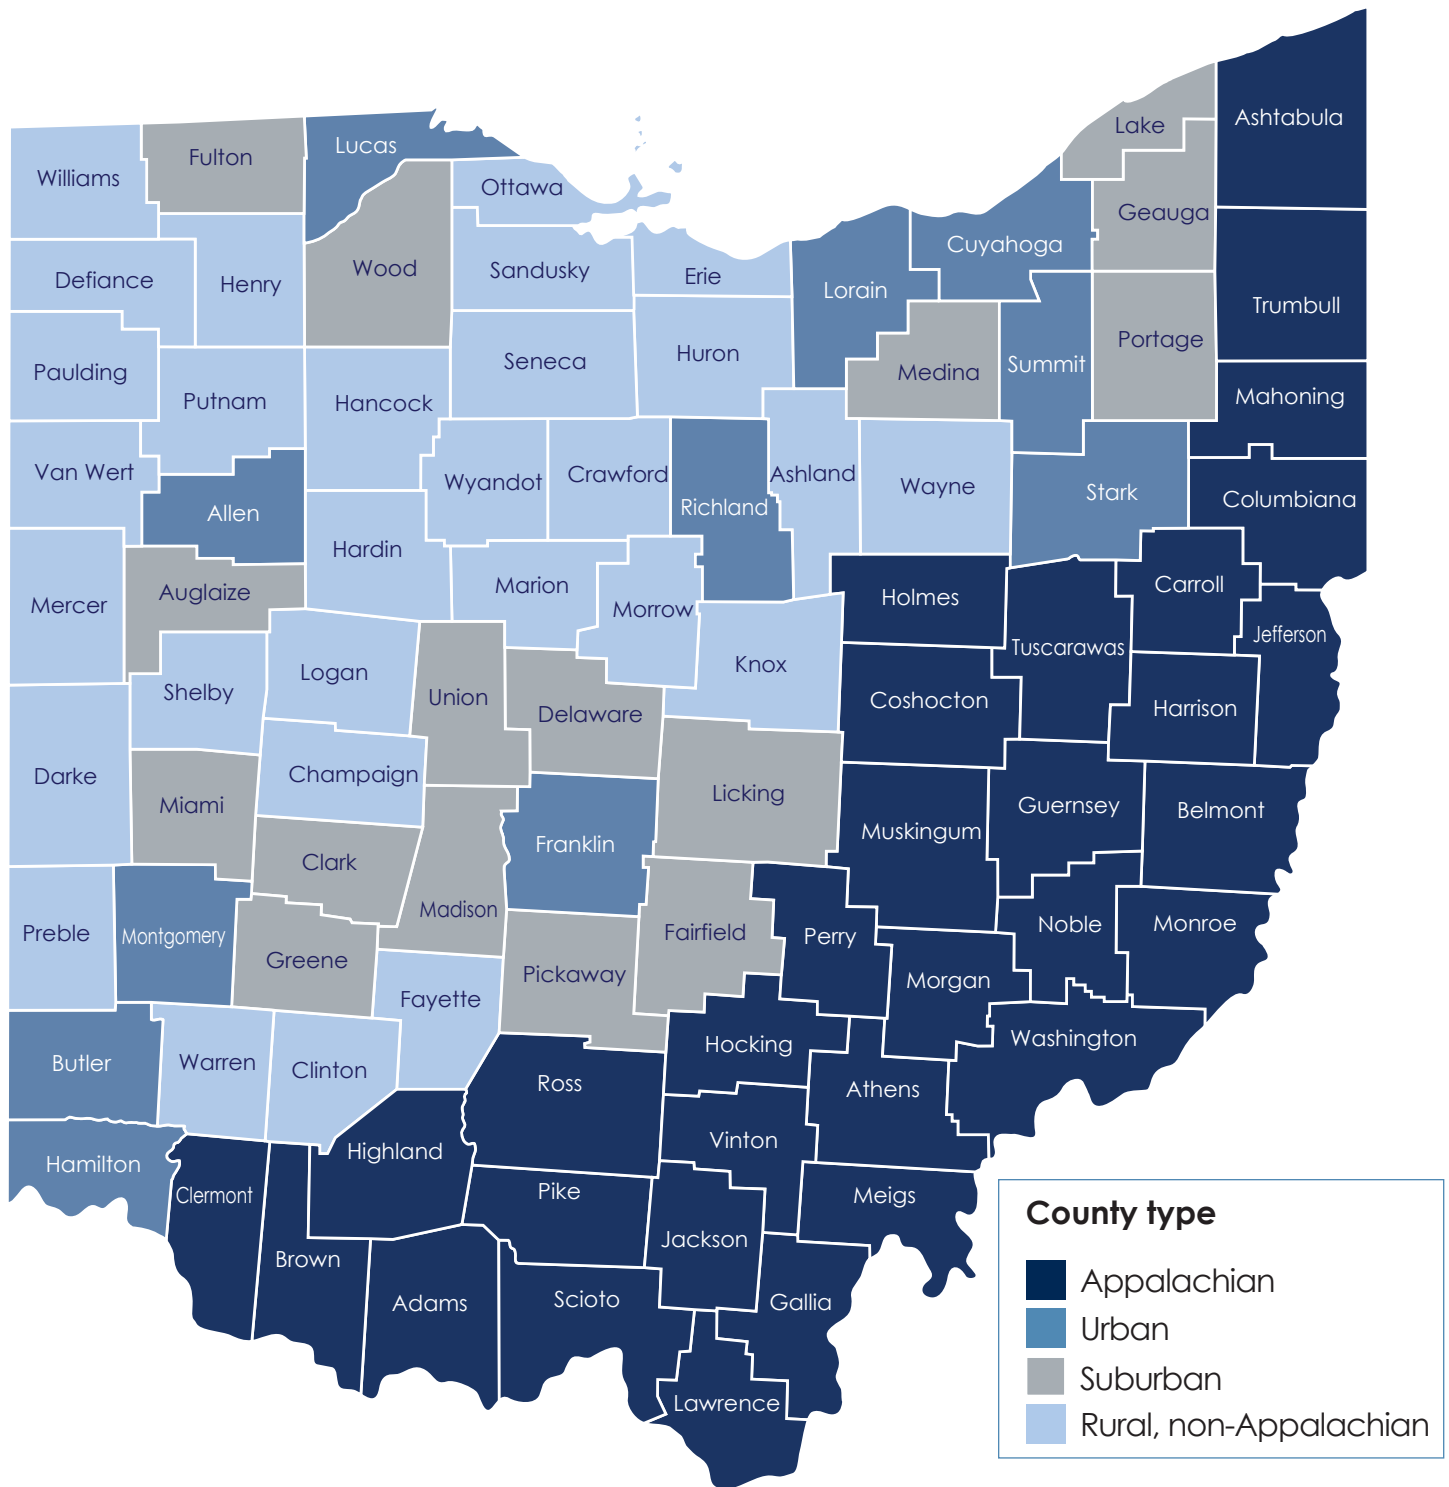 Ashtabula
Lake
Lucas
Fulton
Williams
Ottawa
Geauga
Cuyahoga
Wood
Sandusky
Erie
Defiance
Henry
Lorain
Trumbull
Portage
Huron
Seneca
Summit
Medina
Paulding
Mahoning
Putnam
Hancock
Van Wert
Wyandot
Crawford
Ashland
Wayne
Stark
Columbiana
Richland
Allen
Hardin
Marion
Carroll
Auglaize
Holmes
Mercer
Morrow
Jefferson
Tuscarawas
Knox
Logan
Shelby
Union
Coshocton
Harrison
Delaware
Darke
Champaign
Licking
Miami
Guernsey
Belmont
Muskingum
Franklin
Clark
Madison
Noble
Monroe
Preble
Montgomery
Fairfield
Perry
Greene
Pickaway
Morgan
Fayette
Washington
Hocking
Butler
Warren
Clinton
Ross
Athens
Vinton
Highland
Hamilton
Clermont
Pike
Meigs
Jackson
Brown
Adams
Scioto
Gallia
Lawrence
County type
Appalachian
Urban
Suburban
Rural, non-Appalachian